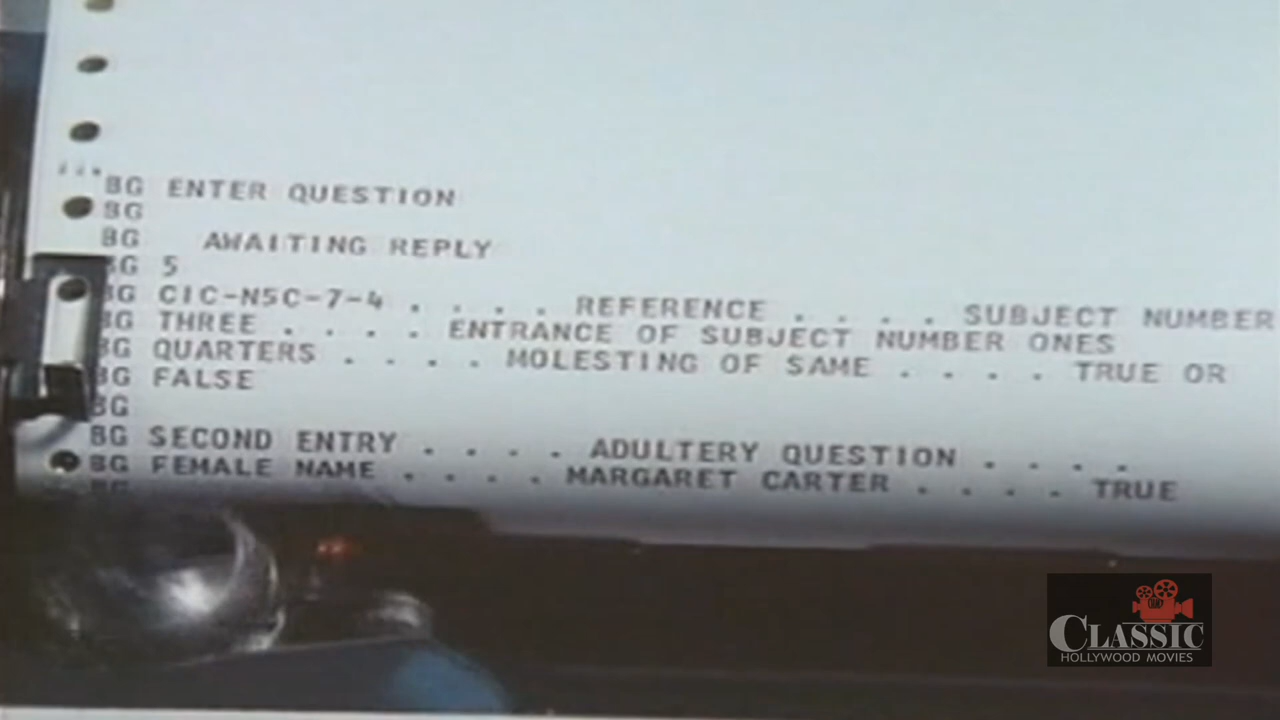 BG ENTER QUESTION
BG
BG AWAITING REPLY
BG 5
BG CIC-N5C-7-4 . . . . REFERENCE . . . . SUBJECT NUMBER
BG THREE . . . . ENTRANCE OF SUBJECT NUMBER ONES
BG QUARTERS . . . . MOLESTING OF SAME . . . . TRUE OR
BG FALSE
BG
BG SECOND ENTRY . . . . ADULTERY QUESTION . . . .
BG FEMALE NAME . . . . MARGARET CARTER . . . . TRUE
BG
CLASSIC
HOLLYWOOD MOVIES